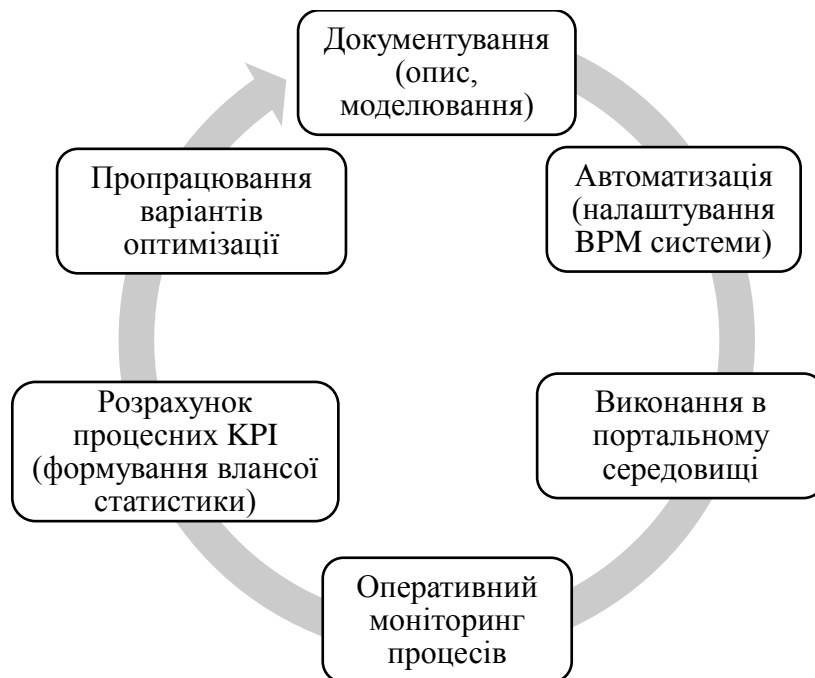 Документування
(опис,
моделювання)
Автоматизація
(налаштування
BPM системи)
Виконання в
портальному
середовищі
Оперативний
моніторинг
процесів
Розрахунок
процесних KPI
(формування влансої
статистики)
Пропрацювання
варіантів
оптимізації